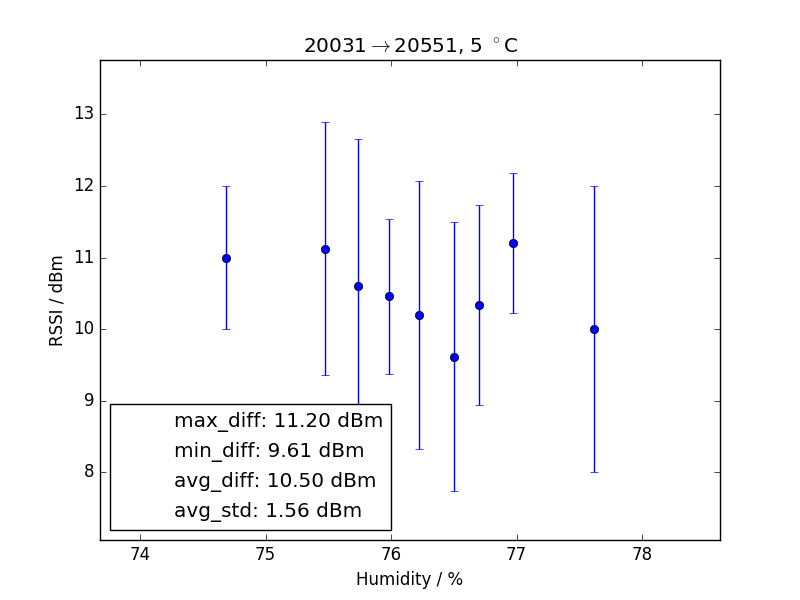 20031→20551, 5 °C
RSSI / dBm
13
12
11
10
9
8
max_diff: 11.20 dBm
min_diff: 9.61 dBm
avg_diff: 10.50 dBm
avg_std: 1.56 dBm
74 75 76 77 78
Humidity / %